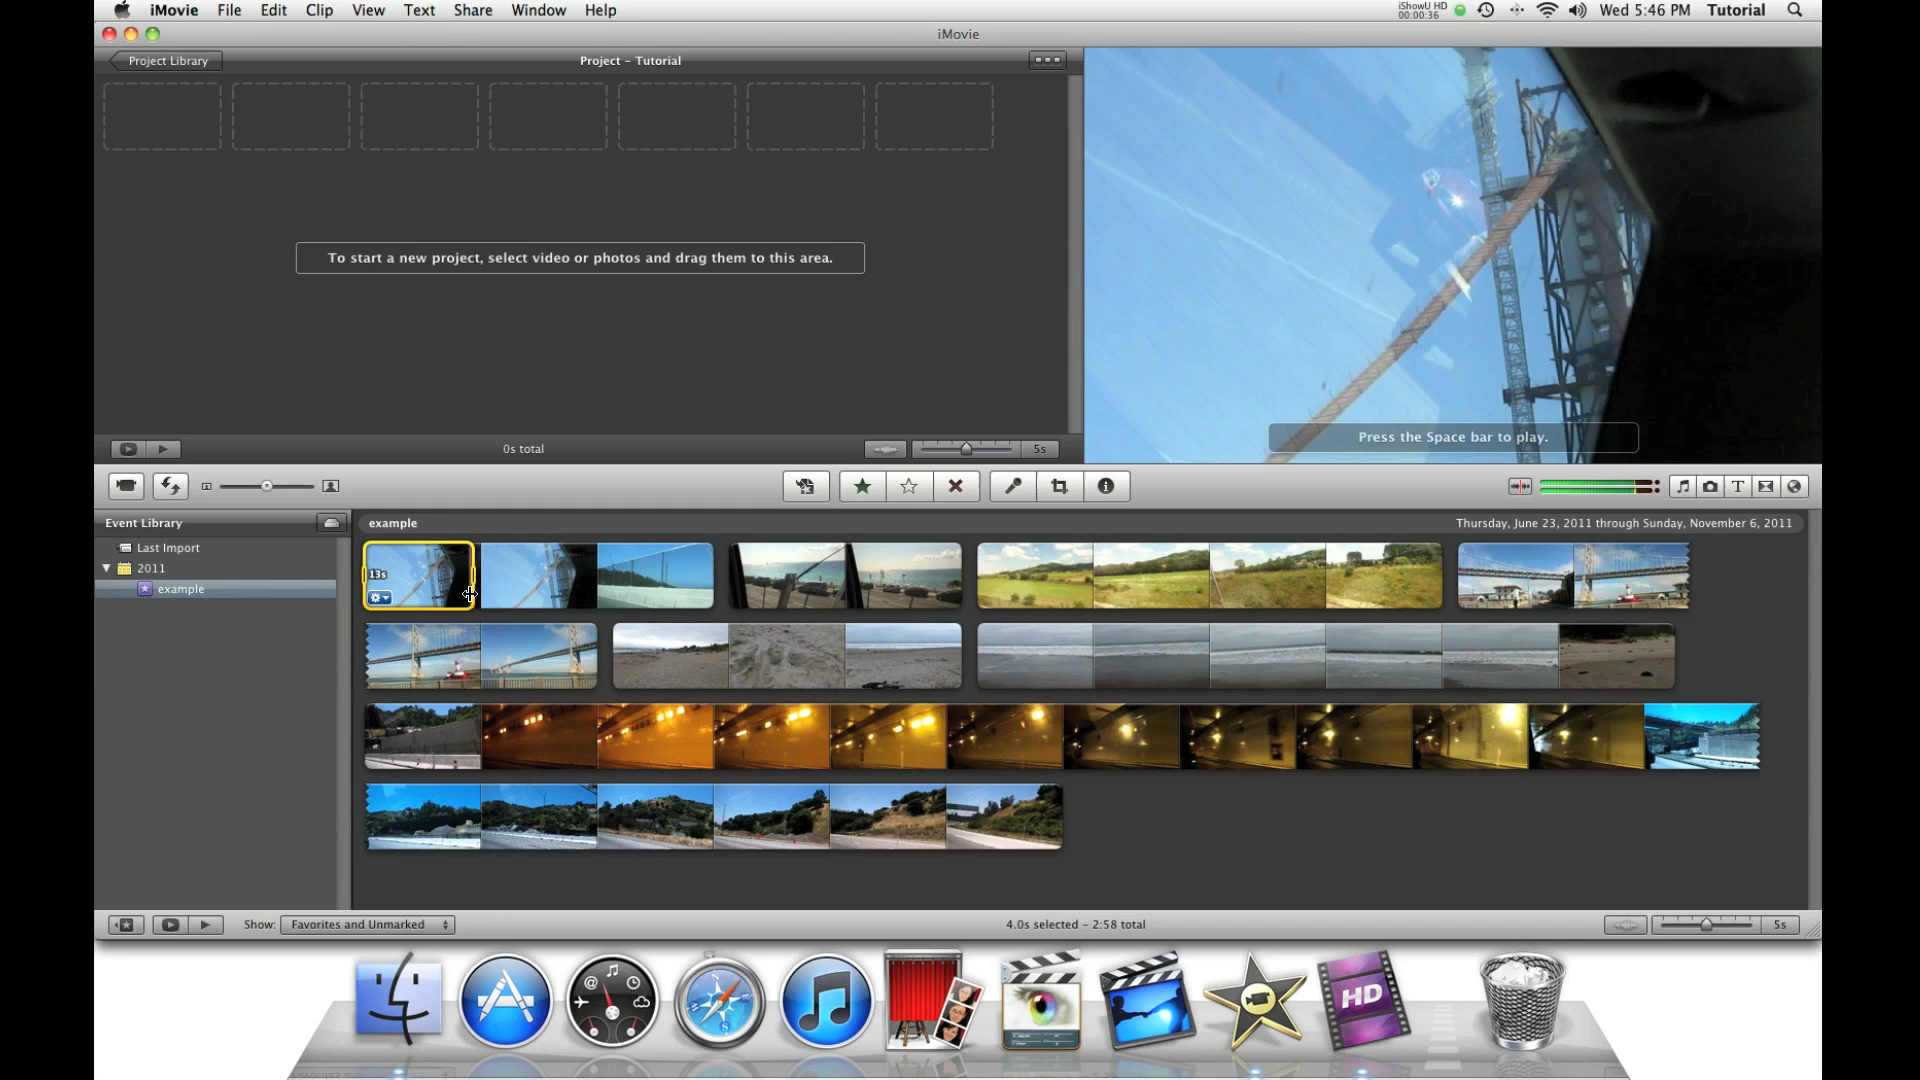 iMovie File Edit Clip View Text Share Window Help iShowU HD 00:00:36 Wed 5:46 PM Tutorial
iMovie
Project Library Project – Tutorial
To start a new project, select video or photos and drag them to this area.
Press the Space bar to play.
0s total 5s
Event Library example Thursday, June 23, 2011 through Sunday, November 6, 2011
Last Import
2011
example
13s
Show: Favorites and Unmarked 4.0s selected – 2:58 total 5s
HD